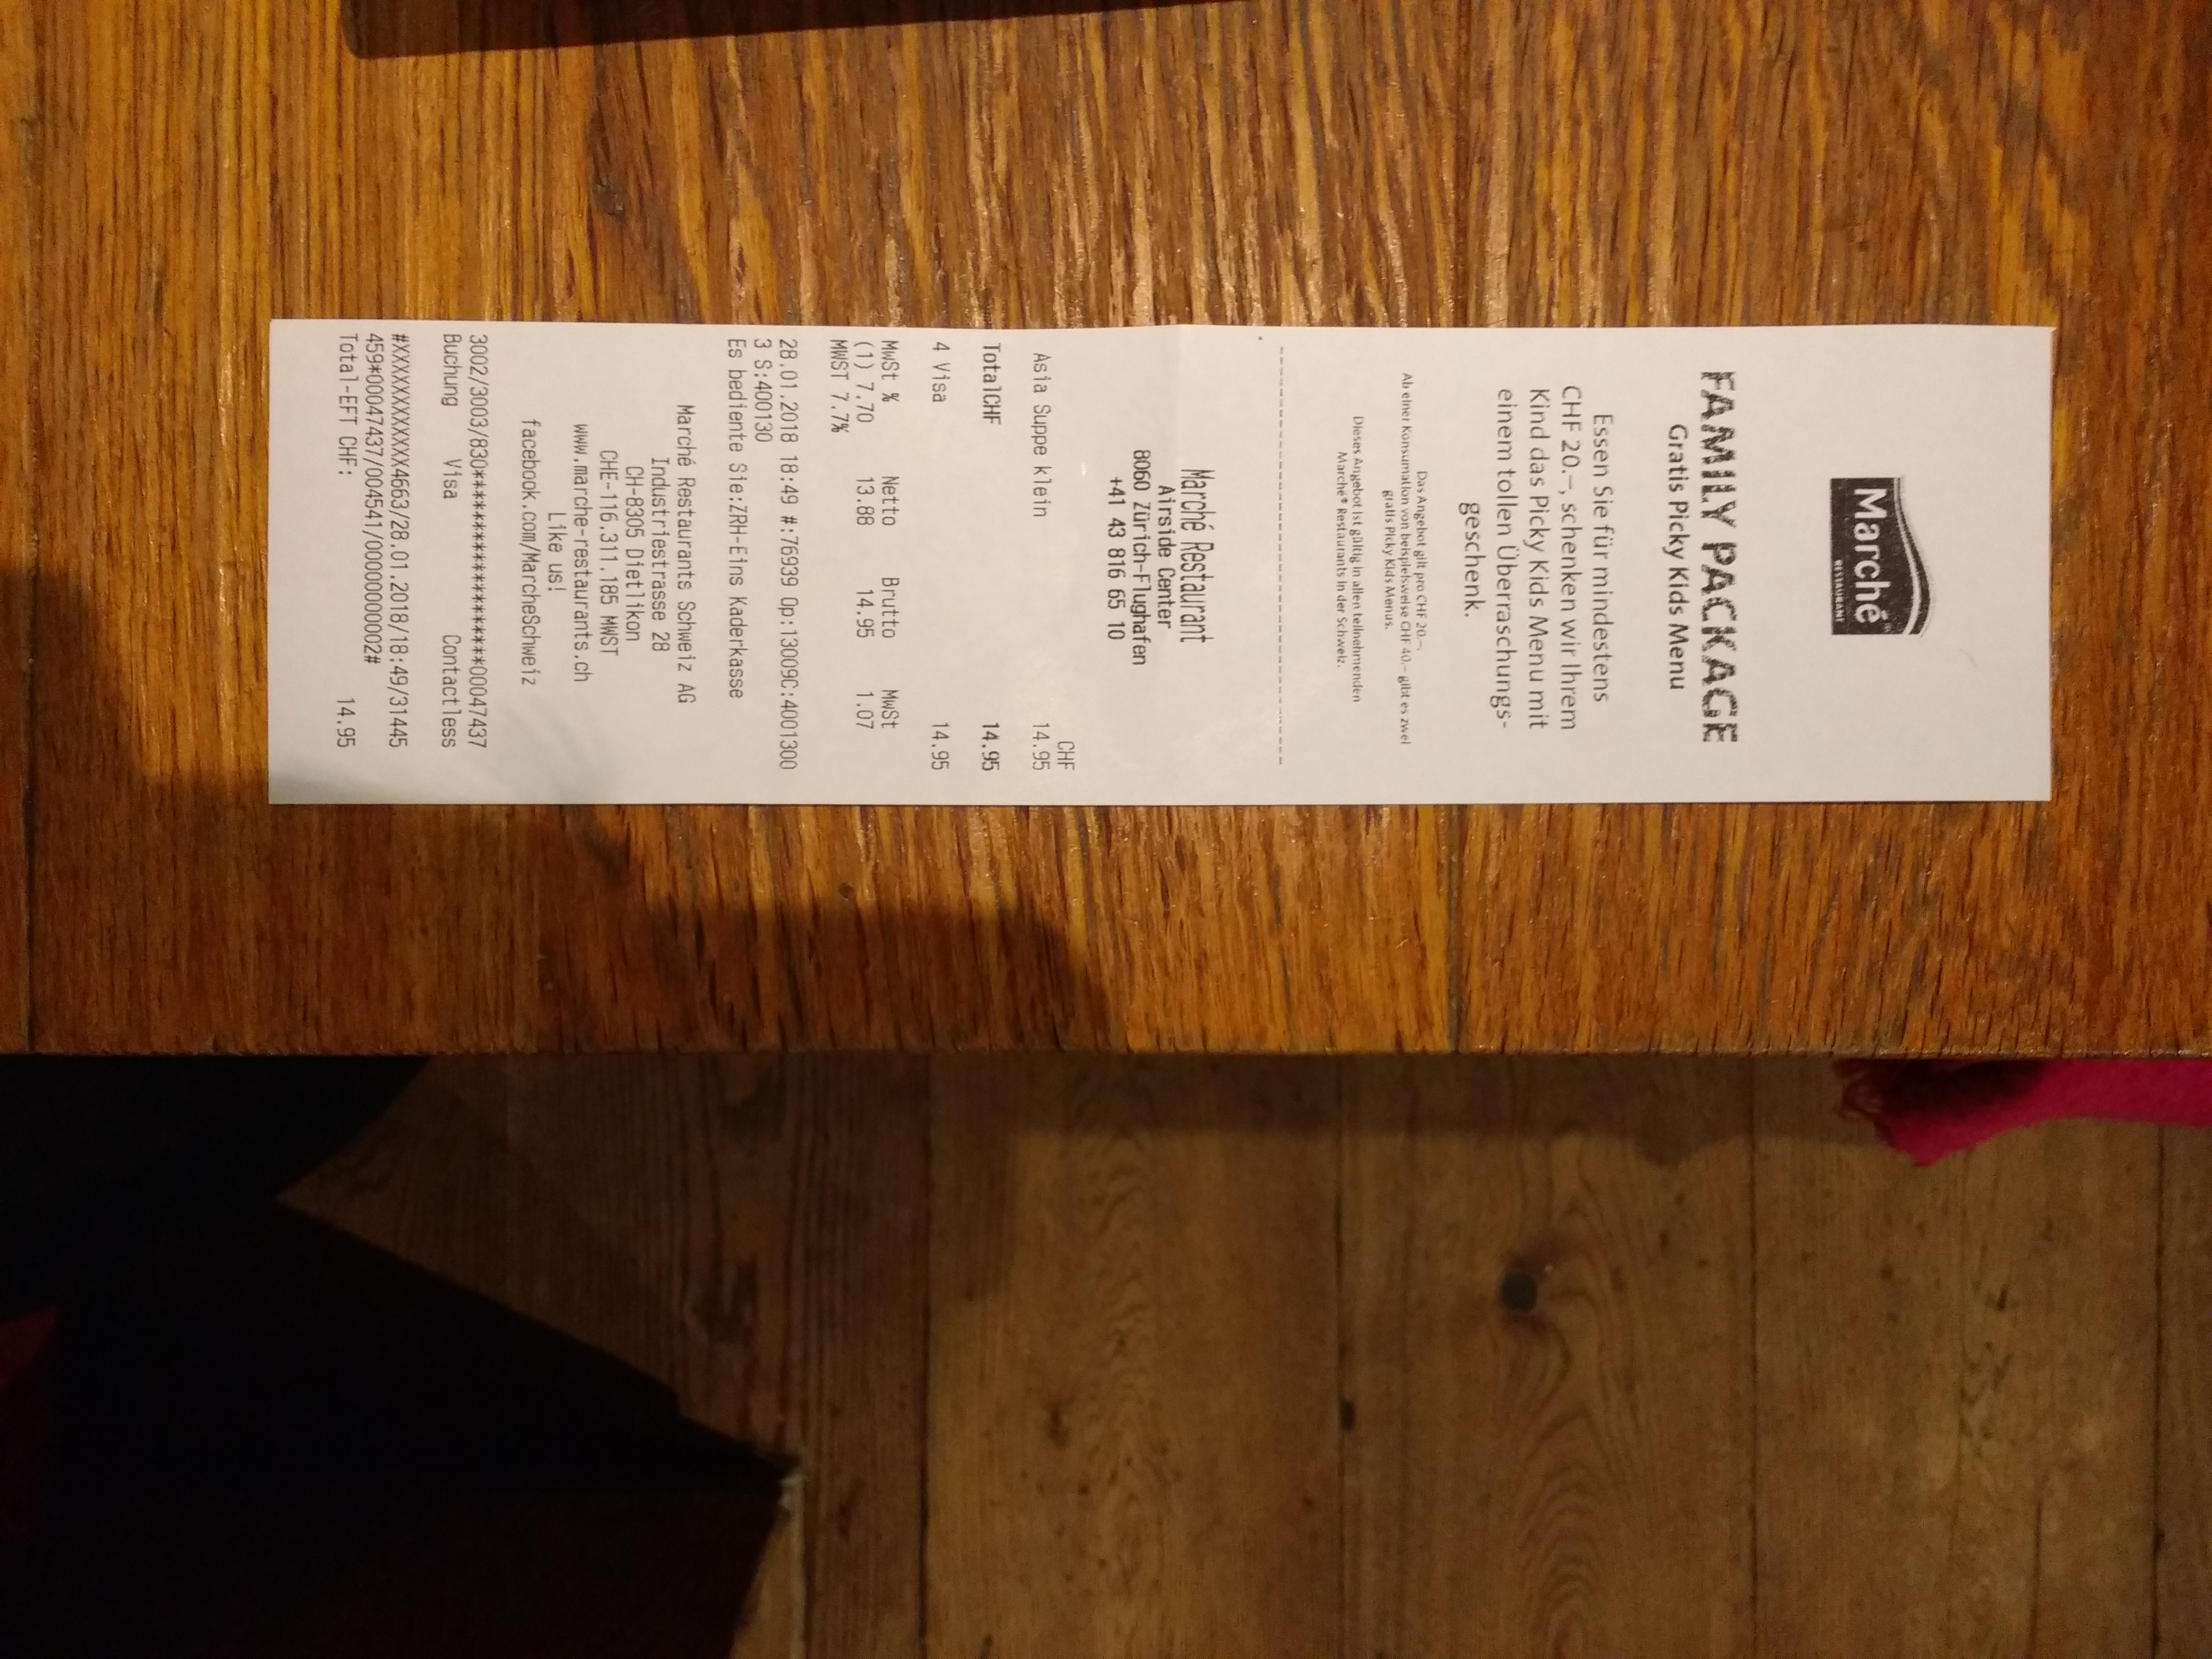 Marché®
RESTAURANT
FAMILY PACKAGE
Gratis Picky Kids Menu
Essen Sie für mindestens
CHF 20.–, schenken wir Ihrem
Kind das Picky Kids Menu mit
einem tollen Überraschungs-
geschenk.
Das Angebot gilt pro CHF 20.–.
Ab einer Konsumation von beispielsweise CHF 40.– gibt es zwei
gratis Picky Kids Menus.
Dieses Angebot ist gültig in allen teilnehmenden
Marché® Restaurants in der Schweiz.
Marché Restaurant
Airside Center
8060 Zürich-Flughafen
+41 43 816 65 10
CHF
Asia Suppe klein 14.95
TotalCHF 14.95
4 Visa 14.95
MwSt % Netto Brutto MwSt
(1) 7.70 13.88 14.95 1.07
MWST 7.7%
28.01.2018 18:49 #:76939 Op:13009C:4001300
3 S:400130
Es bediente Sie:ZRH-Eins Kaderkasse
Marché Restaurants Schweiz AG
Industriestrasse 28
CH-8305 Dietlikon
CHE-116.311.185 MWST
www.marche-restaurants.ch
Like us!
facebook.com/MarcheSchweiz
3002/3003/830********************00047437
Buchung Visa Contactless
#XXXXXXXXXXXX4663/28.01.2018/18:49/31445
459*00047437/004541/0000000002#
Total-EFT CHF: 14.95